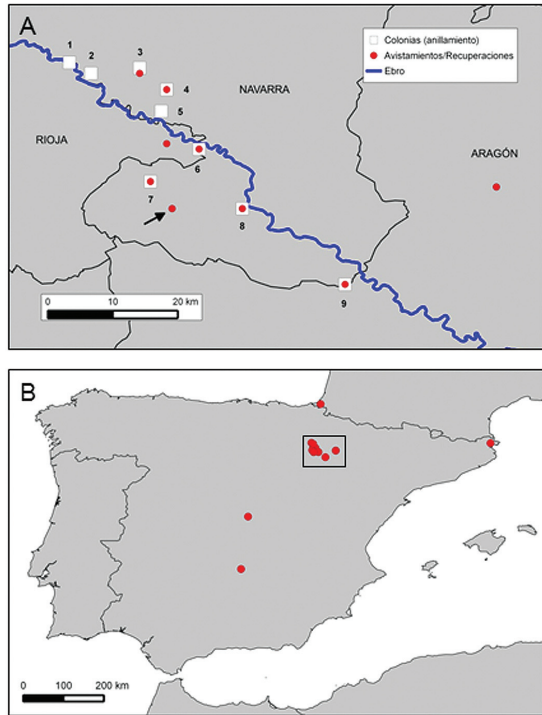 A
1
2
3
4
5
6
7
8
9
Colonias (anillamiento)
Avistamientos/Recuperaciones
Ebro
NAVARRA
RIOJA
ARAGÓN
0 10 20 km
B
0 100 200 km